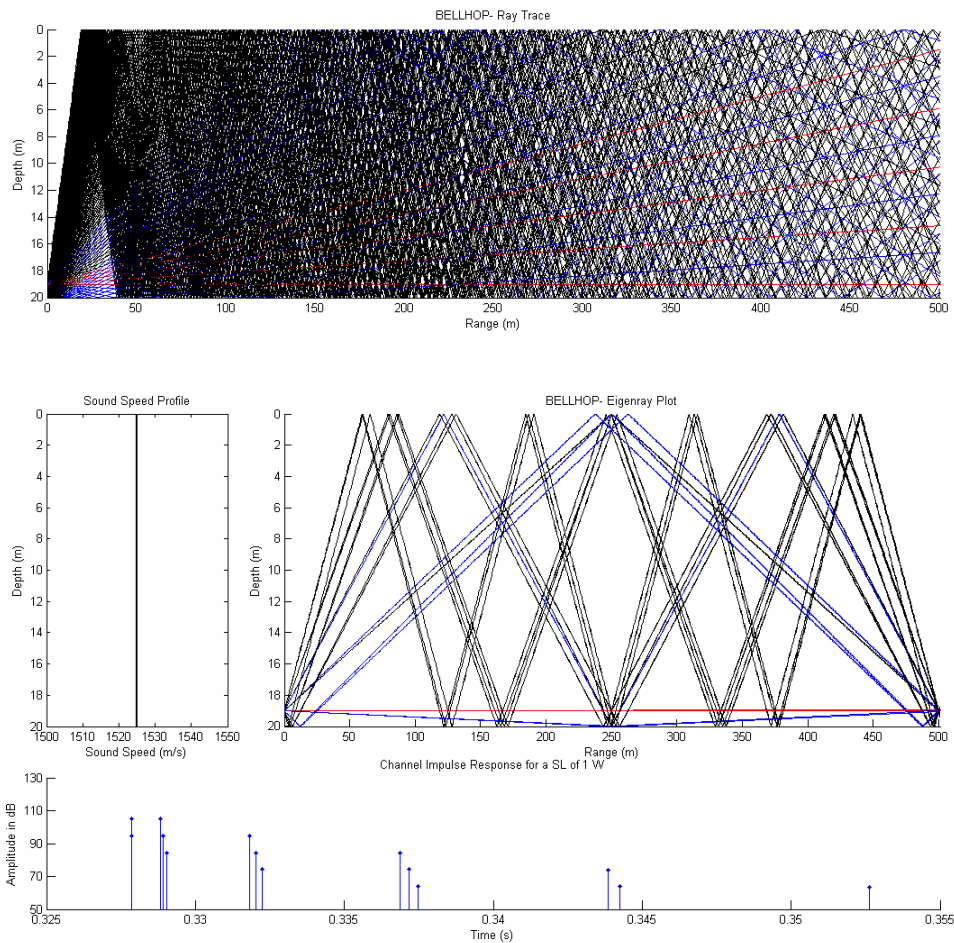 BELLHOP- Ray Trace
0
2
4
6
8
10
12
14
16
18
20
Depth (m)
0 50 100 150 200 250 300 350 400 450 500
Range (m)
Sound Speed Profile
0
2
4
6
8
10
12
14
16
18
20
Depth (m)
1500 1510 1520 1530 1540 1550
Sound Speed (m/s)
BELLHOP- Eigenray Plot
0
2
4
6
8
10
12
14
16
18
20
Depth (m)
0 50 100 150 200 250 300 350 400 450 500
Range (m)
Channel Impulse Response for a SL of 1 W
130
110
90
70
50
Amplitude in dB
0.325 0.33 0.335 0.34 0.345 0.35 0.355
Time (s)